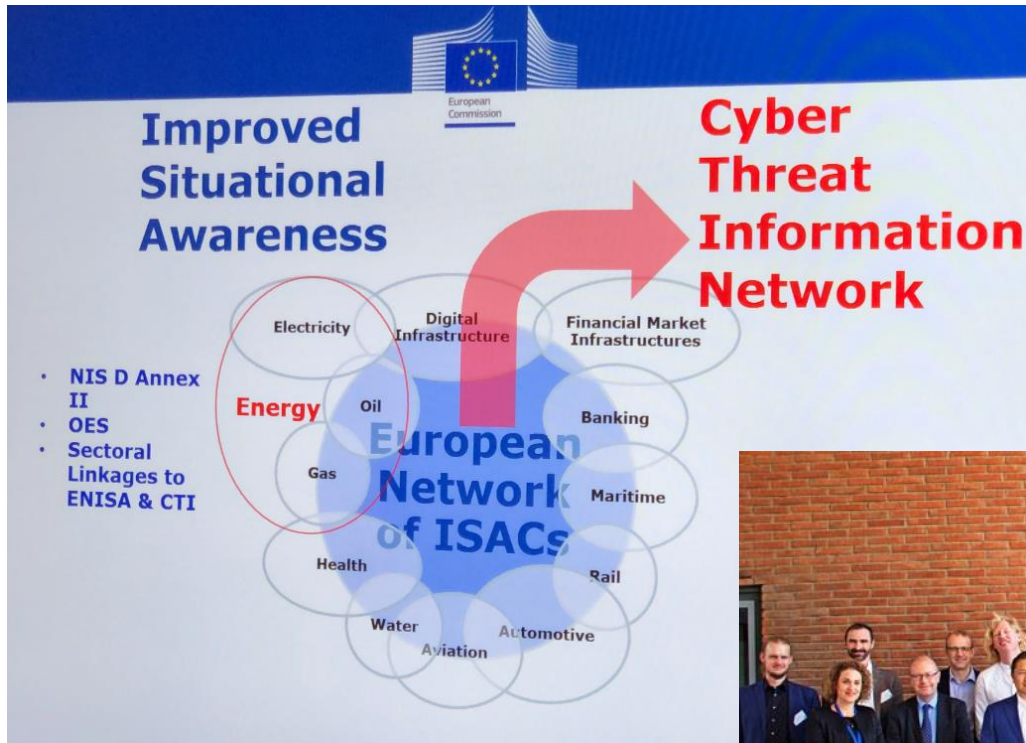 European
Commission
Improved
Situational
Awareness
Cyber
Threat
Information
Network
Electricity
Digital
Infrastructure
Financial Market
Infrastructures
• NIS D Annex
II
• OES
• Sectoral
Linkages to
ENISA & CTI
Energy
Oil
Gas
Banking
European
Network
of ISACs
Maritime
Health
Rail
Water
Automotive
Aviation